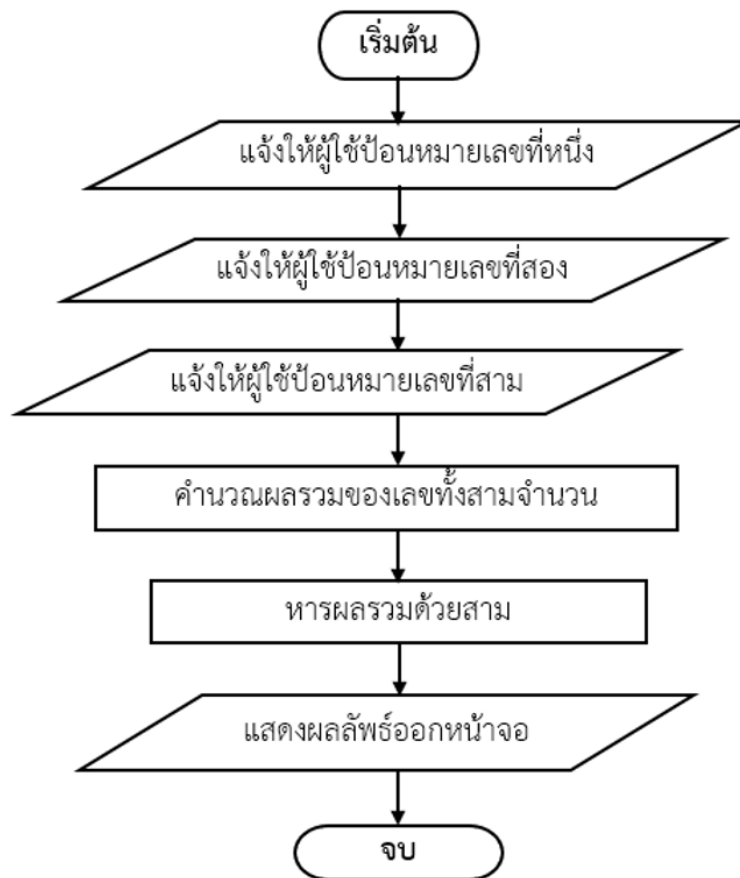 เริ่มต้น
แจ้งให้ผู้ใช้ป้อนหมายเลขที่หนึ่ง
แจ้งให้ผู้ใช้ป้อนหมายเลขที่สอง
แจ้งให้ผู้ใช้ป้อนหมายเลขที่สาม
คำนวณผลรวมของเลขทั้งสามจำนวน
หารผลรวมด้วยสาม
แสดงผลลัพธ์ออกหน้าจอ
จบ